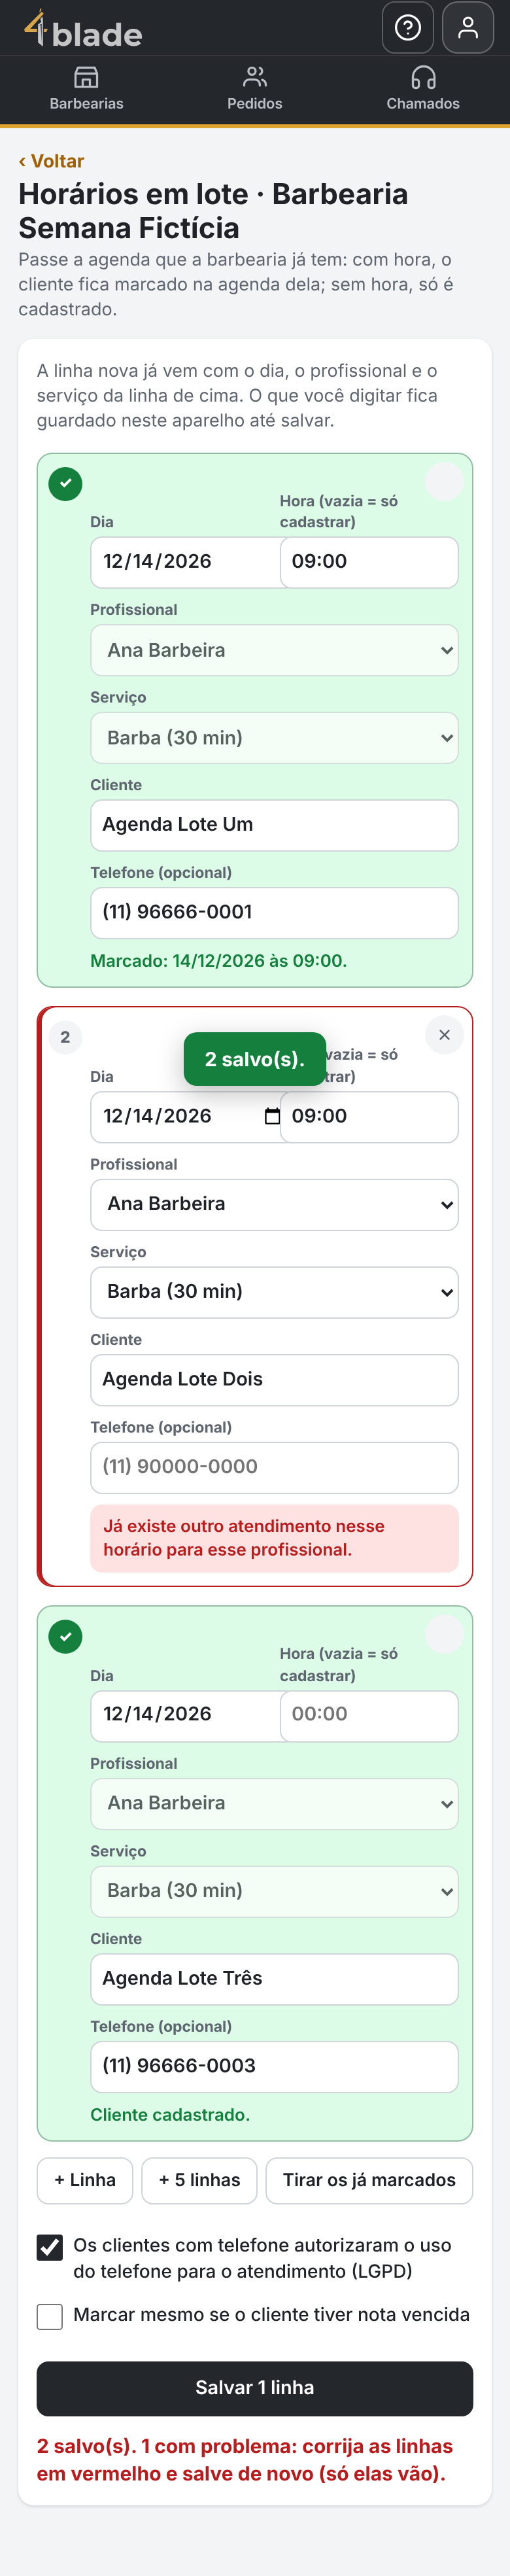 4blade
Barbearias
Pedidos
Chamados
‹ Voltar
Horários em lote · Barbearia
Semana Fictícia
Passe a agenda que a barbearia já tem: com hora, o
cliente fica marcado na agenda dela; sem hora, só é
cadastrado.
A linha nova já vem com o dia, o profissional e o
serviço da linha de cima. O que você digitar fica
guardado neste aparelho até salvar.
Dia
Hora (vazia = só
cadastrar)
12/14/2026
09:00
Profissional
Ana Barbeira
Serviço
Barba (30 min)
Cliente
Agenda Lote Um
Telefone (opcional)
(11) 96666-0001
Marcado: 14/12/2026 às 09:00.
2
2 salvo(s).
Dia
vazia = só
trar)
12/14/2026
09:00
Profissional
Ana Barbeira
Serviço
Barba (30 min)
Cliente
Agenda Lote Dois
Telefone (opcional)
(11) 90000-0000
Já existe outro atendimento nesse
horário para esse profissional.
Dia
Hora (vazia = só
cadastrar)
12/14/2026
00:00
Profissional
Ana Barbeira
Serviço
Barba (30 min)
Cliente
Agenda Lote Três
Telefone (opcional)
(11) 96666-0003
Cliente cadastrado.
+ Linha
+ 5 linhas
Tirar os já marcados
Os clientes com telefone autorizaram o uso
do telefone para o atendimento (LGPD)
Marcar mesmo se o cliente tiver nota vencida
Salvar 1 linha
2 salvo(s). 1 com problema: corrija as linhas
em vermelho e salve de novo (só elas vão).